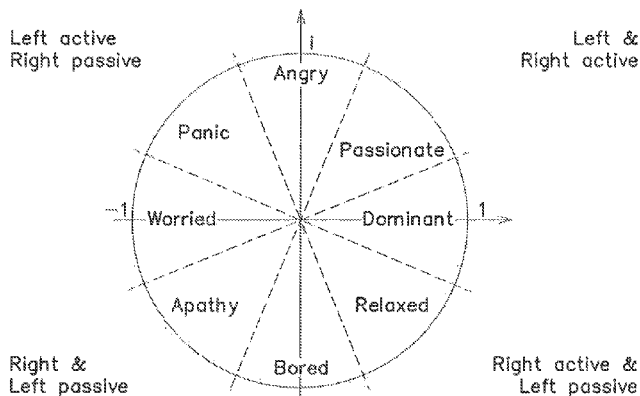 Left active
Right passive
Left &
Right active
i
Angry
Panic
Passionate
-1
Worried
Dominant
1
Apathy
Relaxed
Right &
Left passive
Bored
Right active &
Left passive